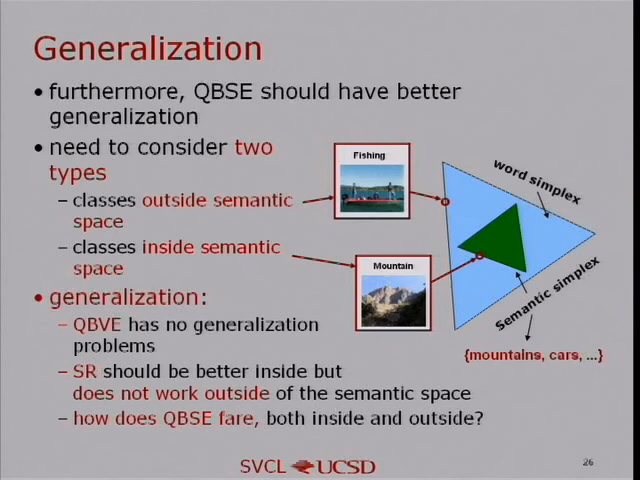 Generalization
• furthermore, QBSE should have better
generalization
• need to consider two
types
– classes outside semantic
space
– classes inside semantic
space
• generalization:
– QBVE has no generalization
problems
– SR should be better inside but
does not work outside of the semantic space
– how does QBSE fare, both inside and outside?
Fishing
Mountain
word simplex
Semantic simplex
{mountains, cars, ...}
SVCL UCSD
26